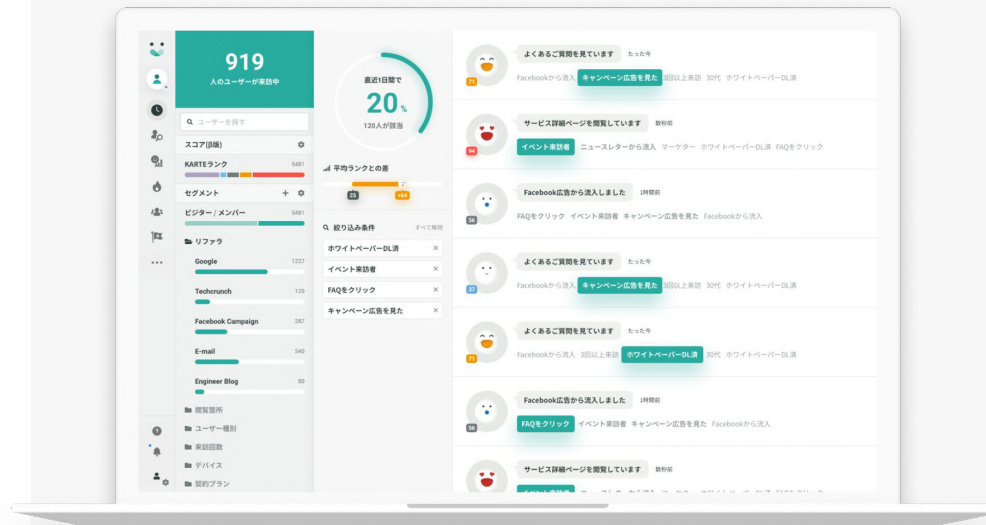 919
人のユーザーが来訪中
ユーザーを探す
スコア(β版)
KARTEランク 5481
セグメント
ビジター / メンバー 5481
リファラ
Google 1227
Techcrunch 120
Facebook Campaign 287
E-mail 540
Engineer Blog 80
閲覧箇所
ユーザー種別
来訪回数
デバイス
契約プラン
直近1日間で
20%
120人が該当
平均ランクとの差
25 +64
絞り込み条件 すべて解除
ホワイトペーパーDL済 ×
イベント来訪者 ×
FAQをクリック ×
キャンペーン広告を見た ×
よくあるご質問を見ています たった今
71 Facebookから流入 キャンペーン広告を見た 3回以上来訪 30代 ホワイトペーパーDL済
サービス詳細ページを閲覧しています 数秒前
94 イベント来訪者 ニュースレターから流入 マーケター ホワイトペーパーDL済 FAQをクリック
Facebook広告から流入しました 1時間前
56 FAQをクリック イベント来訪者 キャンペーン広告を見た Facebookから流入
よくあるご質問を見ています たった今
37 Facebookから流入 キャンペーン広告を見た 3回以上来訪 30代 ホワイトペーパーDL済
よくあるご質問を見ています たった今
71 Facebookから流入 3回以上来訪 ホワイトペーパーDL済 30代 ホワイトペーパーDL済
Facebook広告から流入しました 1時間前
56 FAQをクリック イベント来訪者 キャンペーン広告を見た Facebookから流入
サービス詳細ページを閲覧しています 数秒前